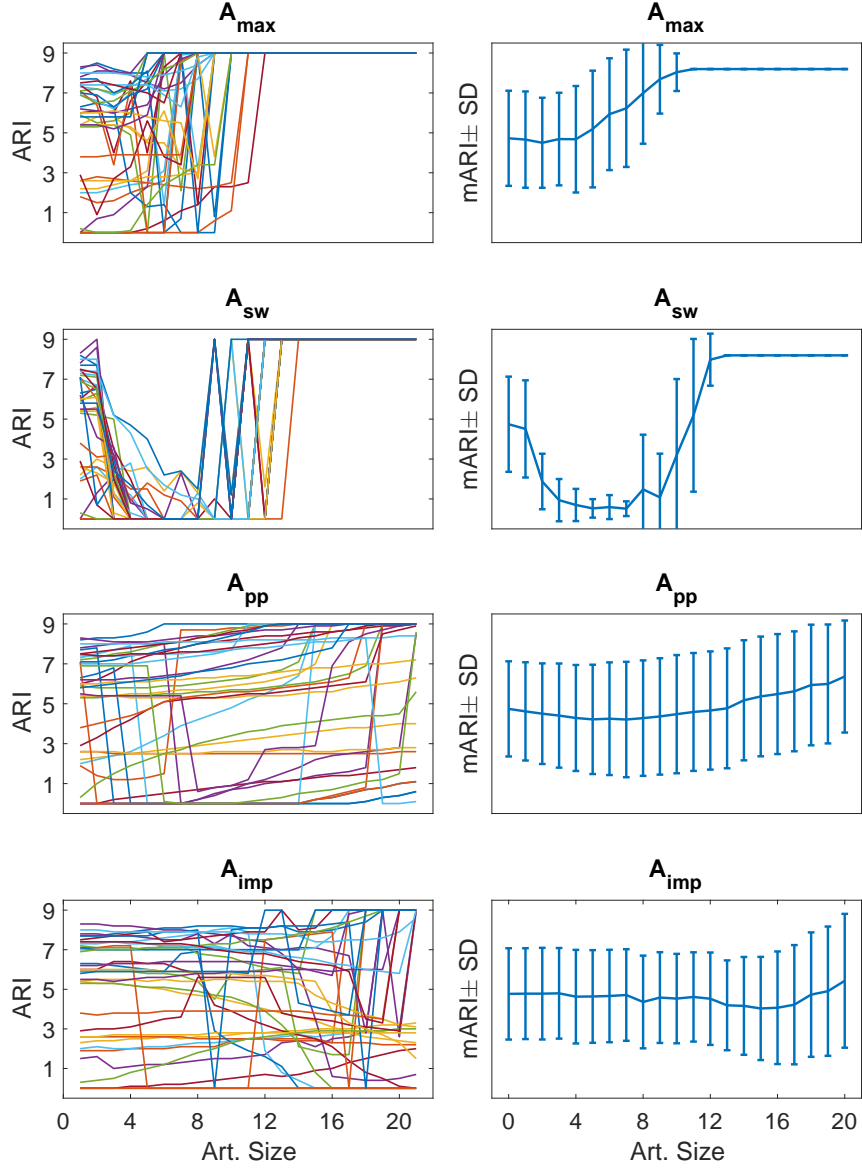 A_max
A_max
9
7
5
3
1
ARI
mARI± SD
A_sw
A_sw
9
7
5
3
1
ARI
mARI± SD
A_pp
A_pp
9
7
5
3
1
ARI
mARI± SD
A_imp
A_imp
9
7
5
3
1
ARI
mARI± SD
0 4 8 12 16 20
0 4 8 12 16 20
Art. Size
Art. Size